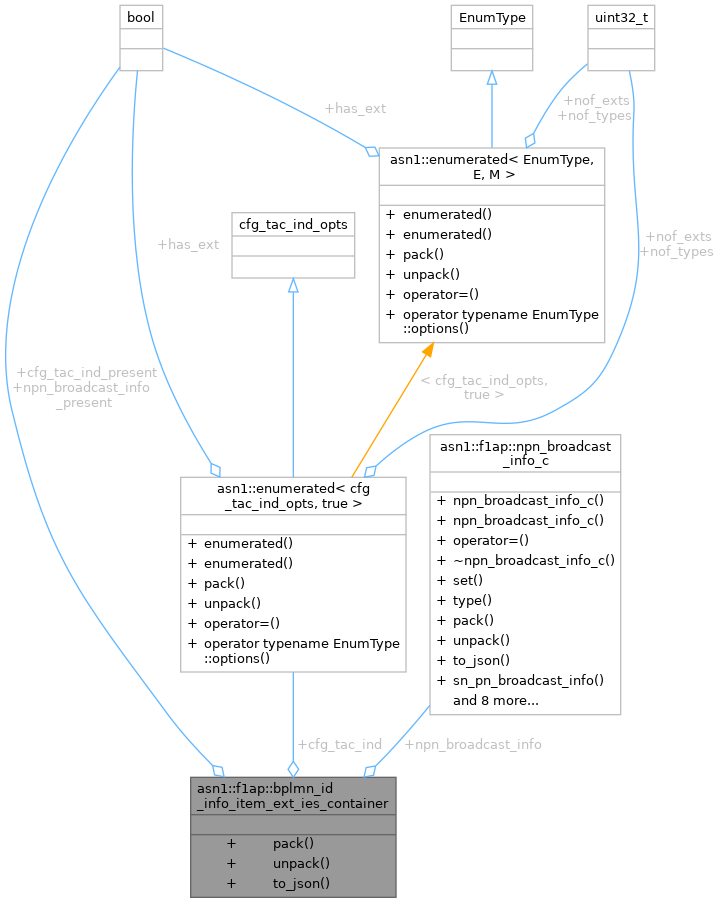 bool
EnumType
uint32_t
+has_ext
+nof_exts
+nof_types
asn1::enumerated< EnumType,
E, M >
+ enumerated()
+ enumerated()
+ pack()
+ unpack()
+ operator=()
+ operator typename EnumType
::options()
cfg_tac_ind_opts
+has_ext
+nof_exts
+nof_types
+cfg_tac_ind_present
+npn_broadcast_info
_present
< cfg_tac_ind_opts,
true >
asn1::enumerated< cfg
_tac_ind_opts, true >
+ enumerated()
+ enumerated()
+ pack()
+ unpack()
+ operator=()
+ operator typename EnumType
::options()
asn1::f1ap::npn_broadcast
_info_c
+ npn_broadcast_info_c()
+ npn_broadcast_info_c()
+ operator=()
+ ~npn_broadcast_info_c()
+ set()
+ type()
+ pack()
+ unpack()
+ to_json()
+ sn_pn_broadcast_info()
and 8 more...
+cfg_tac_ind
+npn_broadcast_info
asn1::f1ap::bplmn_id
_info_item_ext_ies_container
+ pack()
+ unpack()
+ to_json()